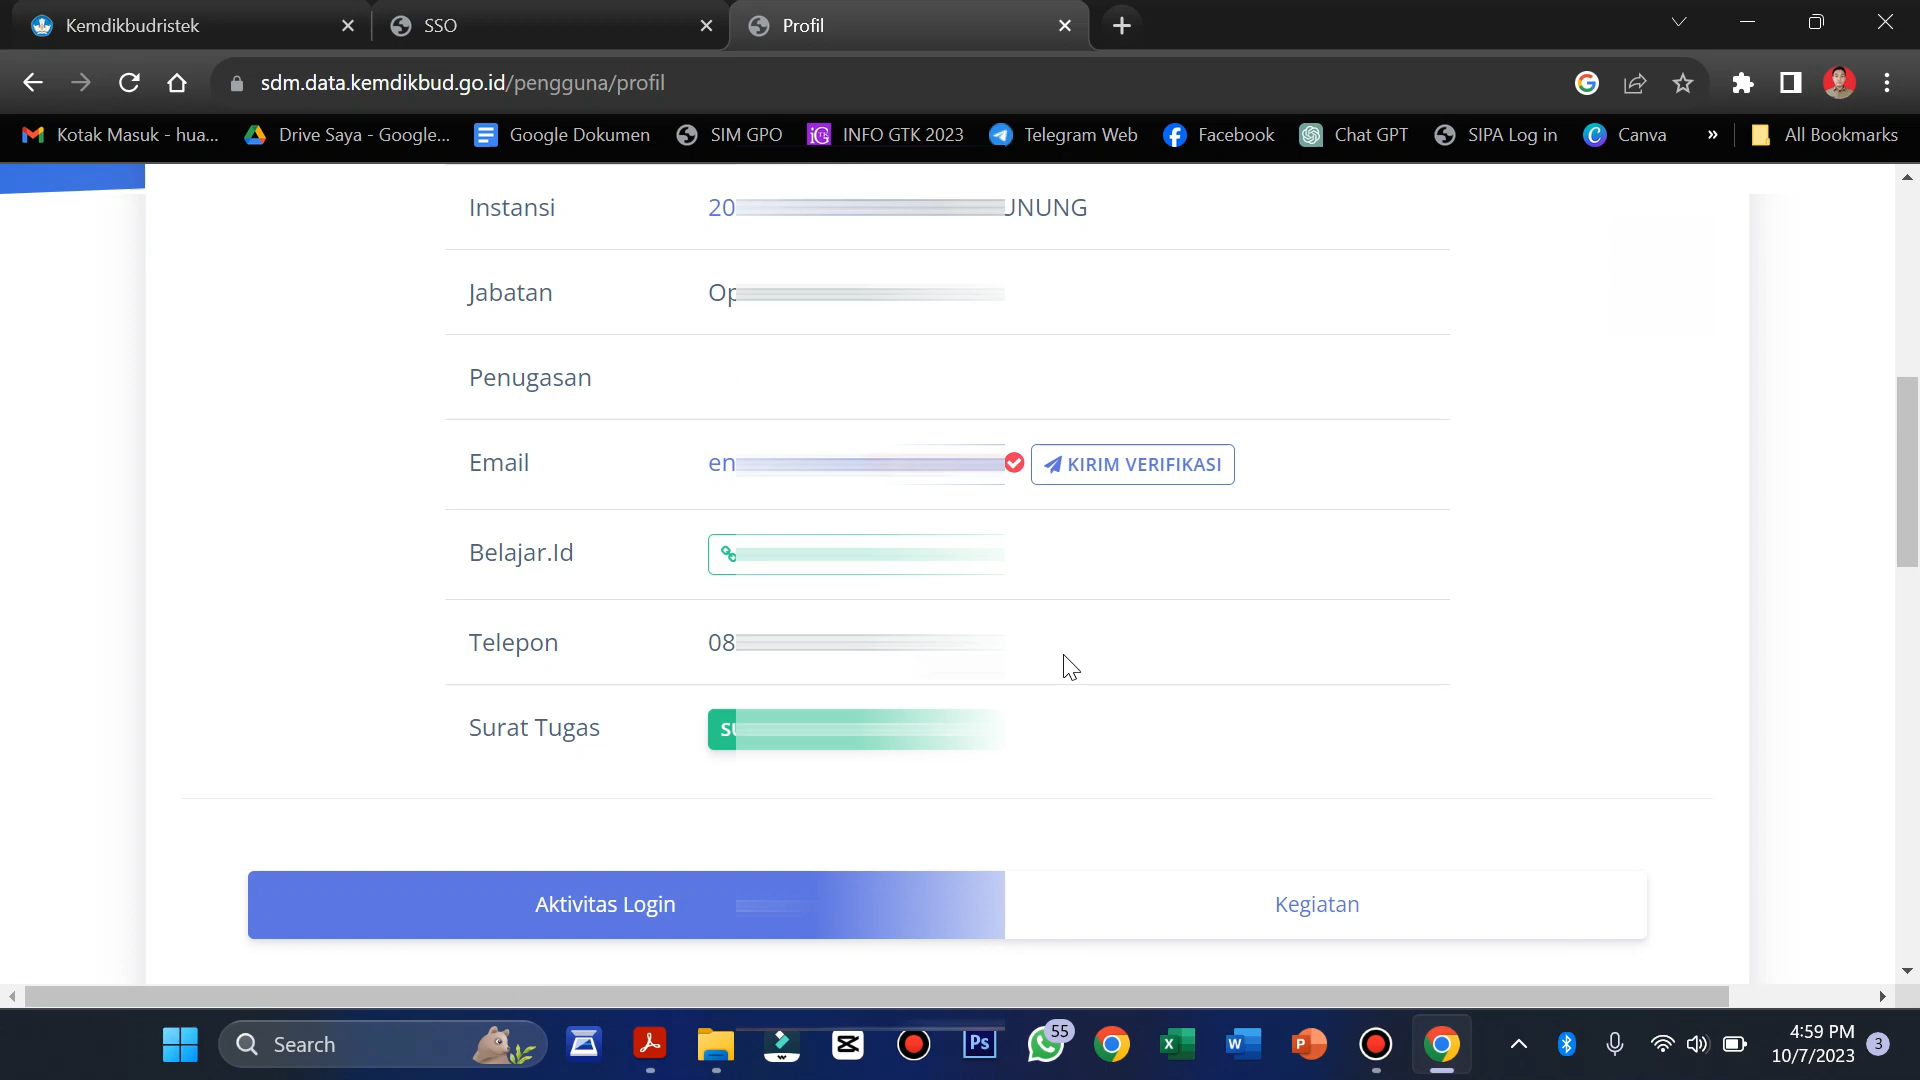 Kemdikbudristek
SSO
Profil
sdm.data.kemdikbud.go.id/pengguna/profil
Kotak Masuk - hua...
Drive Saya - Google...
Google Dokumen
SIM GPO
INFO GTK 2023
Telegram Web
Facebook
Chat GPT
SIPA Log in
Canva
»
All Bookmarks
Instansi 20 UNUNG
Jabatan Op
Penugasan
Email en KIRIM VERIFIKASI
Belajar.Id
Telepon 08
Surat Tugas SU
Aktivitas Login
Kegiatan
Search
Ps
55
4:59 PM
10/7/2023
3